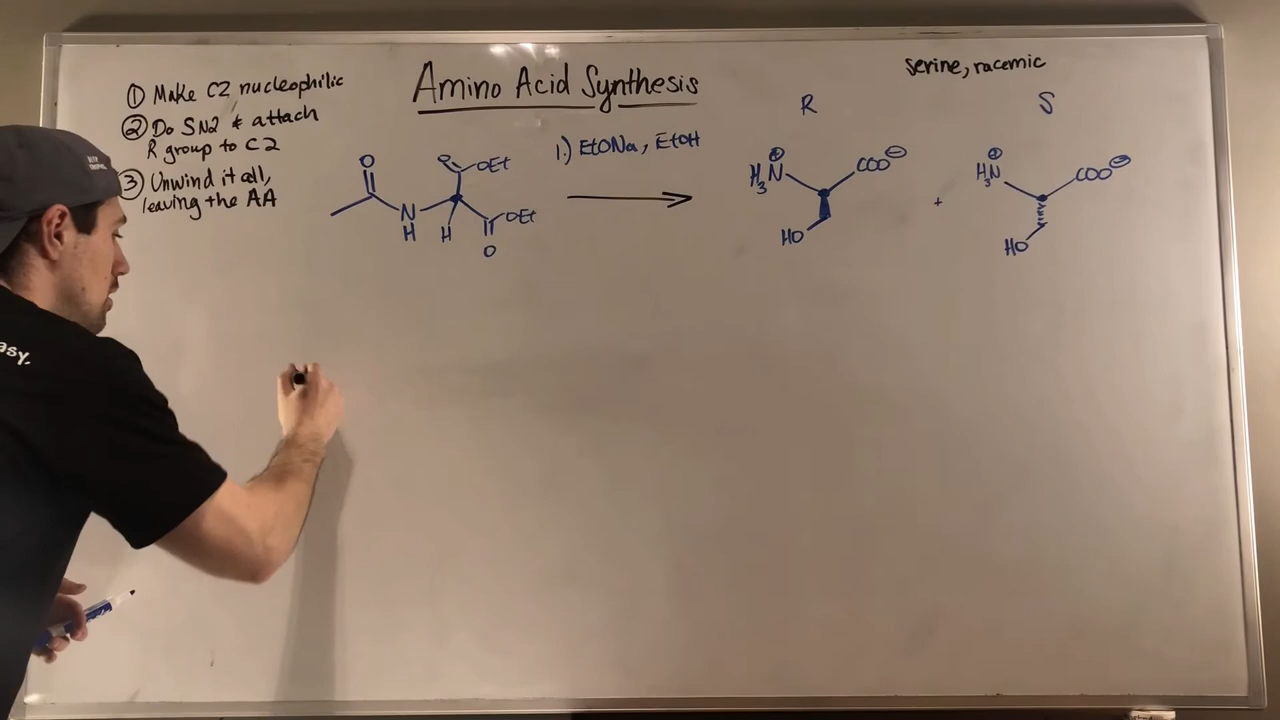 Amino Acid Synthesis
① Make C2 nucleophilic
② Do SN2 & attach
R group to C2
③ Unwind it all,
leaving the AA
serine, racemic
R
S
1.) EtONa, EtOH
O
O
OEt
N
H
H
OEt
O
H₃N
⊕
COO⊖
HO
+
H₃N
⊕
COO⊖
HO
asy.